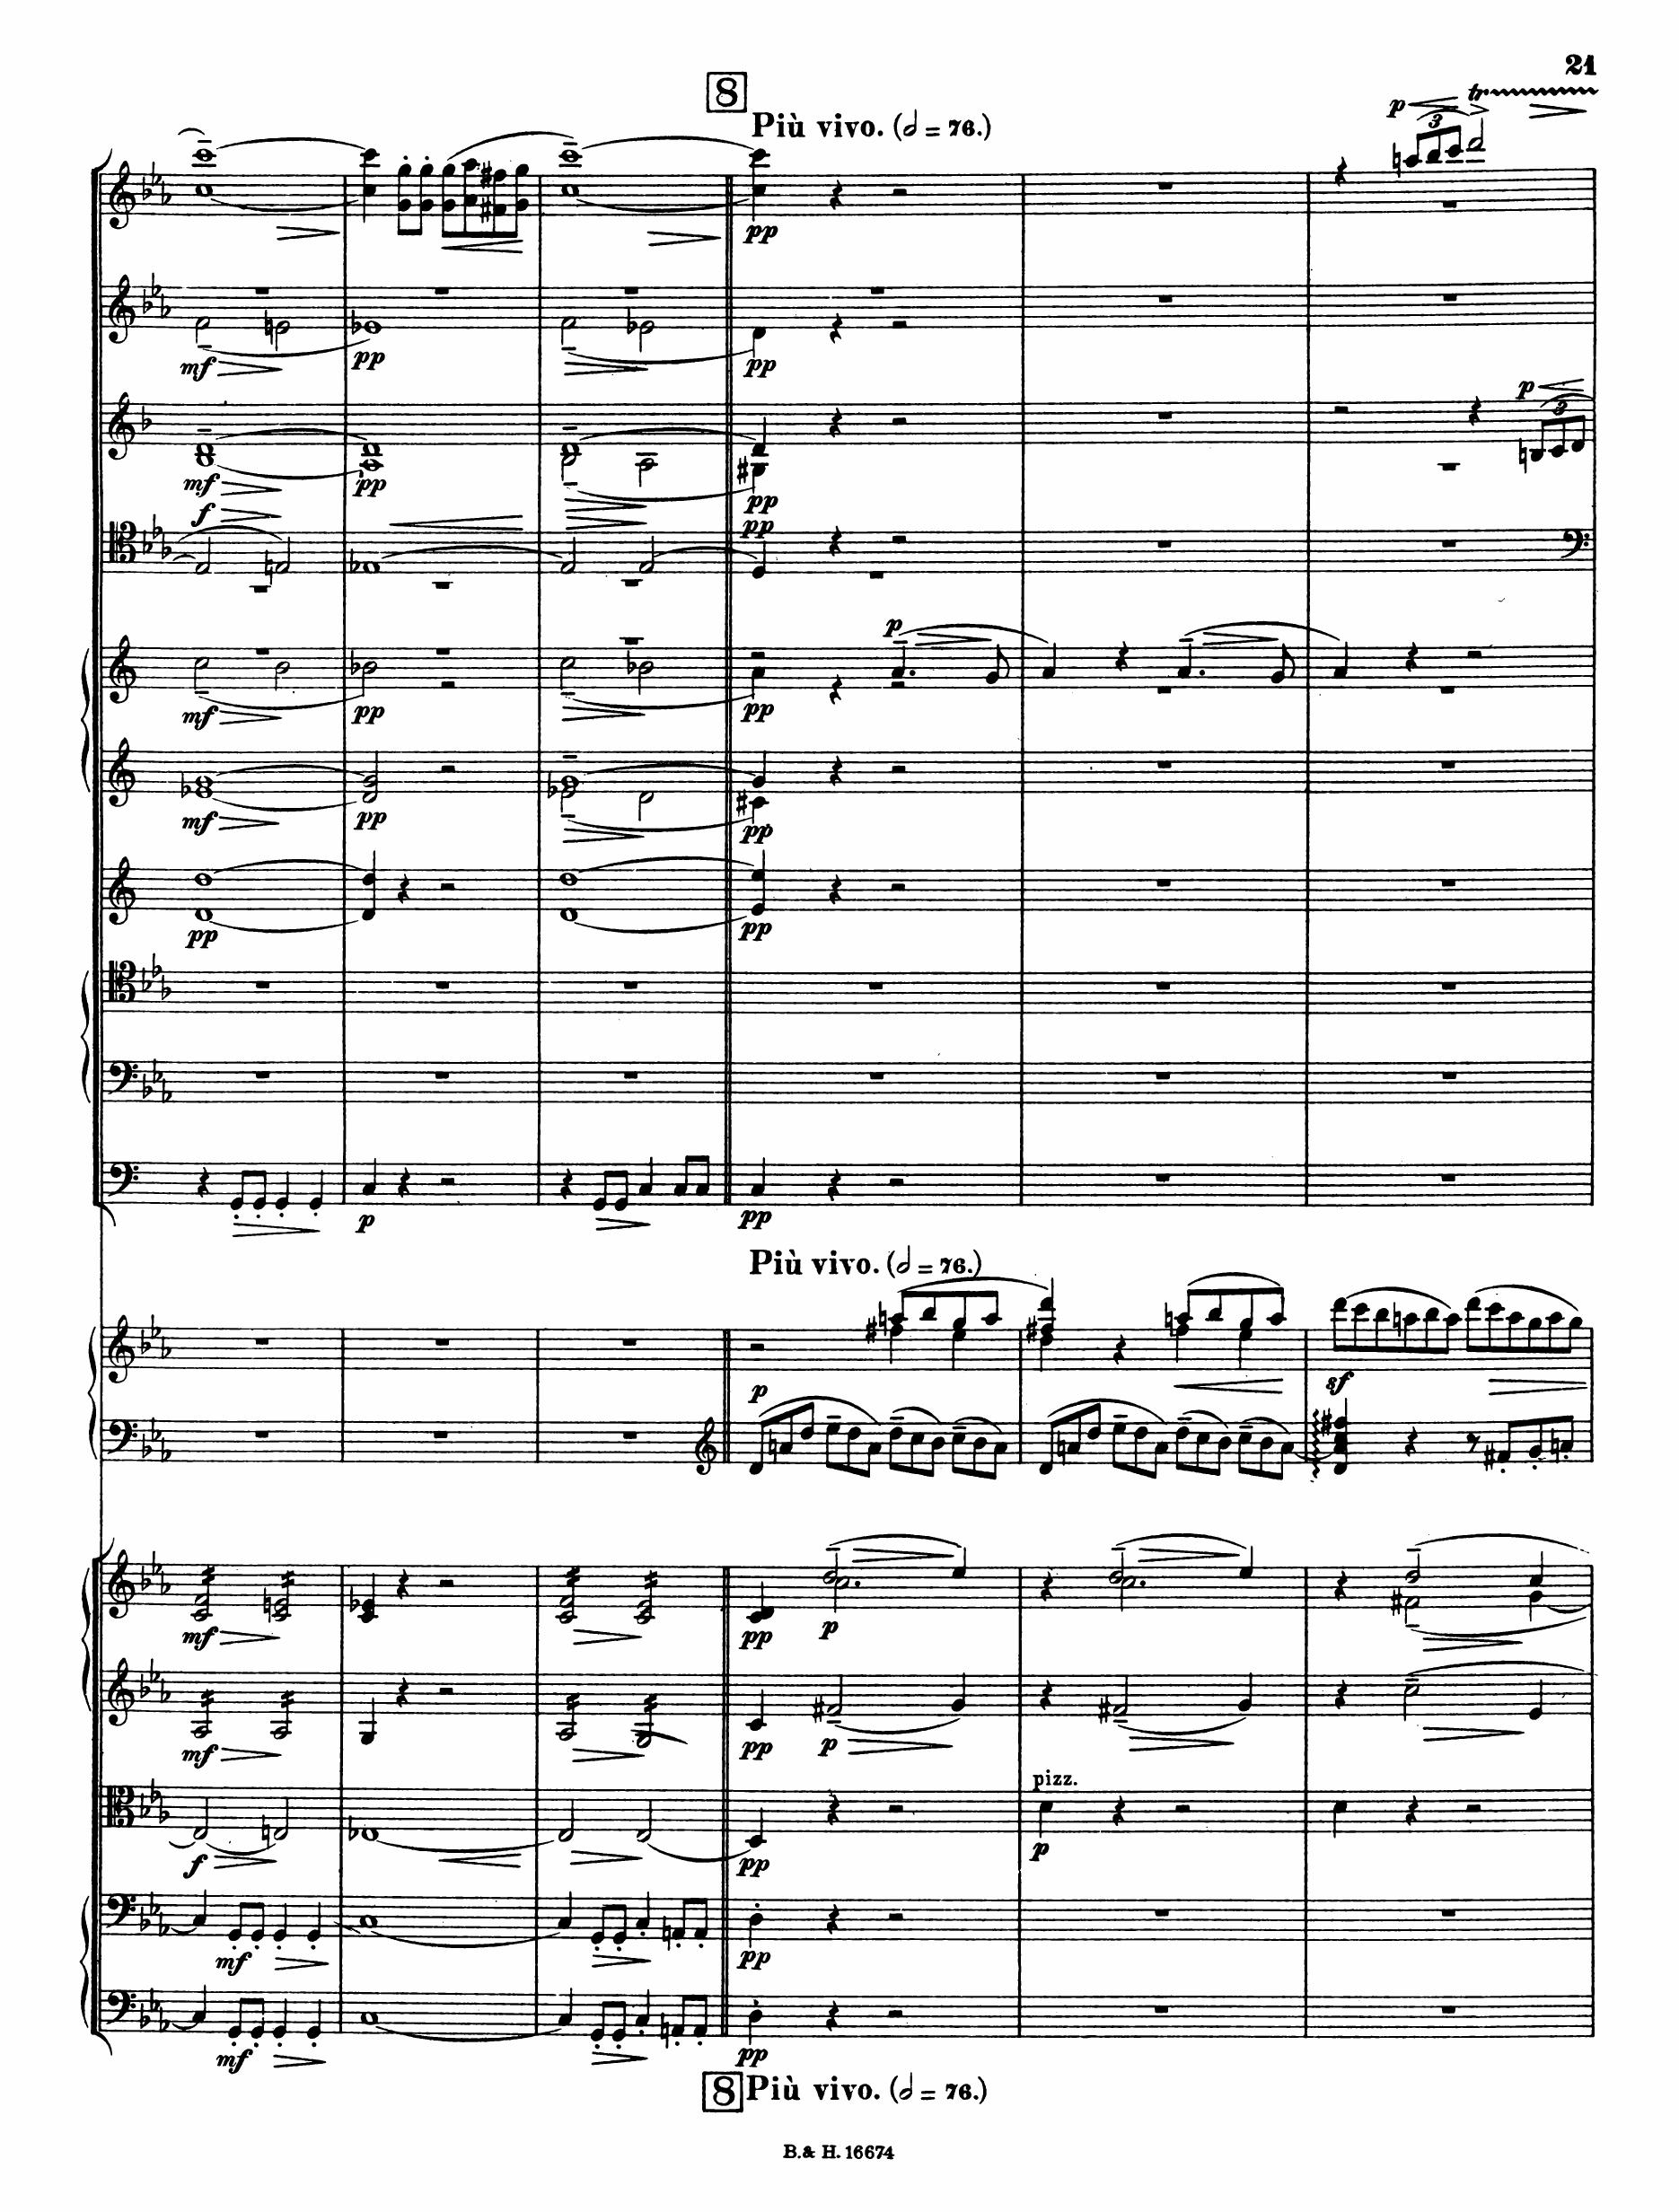 21
8
Più vivo. (𝅗𝅥 = 76.)
p
tr
3
pp
mf
pp
pp
p
3
mf
pp
pp
f
pp
p
mf
pp
pp
mf
pp
pp
pp
pp
p
pp
Più vivo. (𝅗𝅥 = 76.)
p
sf
mf
pp
p
mf
pp
p
pizz.
f
pp
p
mf
pp
mf
pp
8 Più vivo. (𝅗𝅥 = 76.)
B. & H. 16674